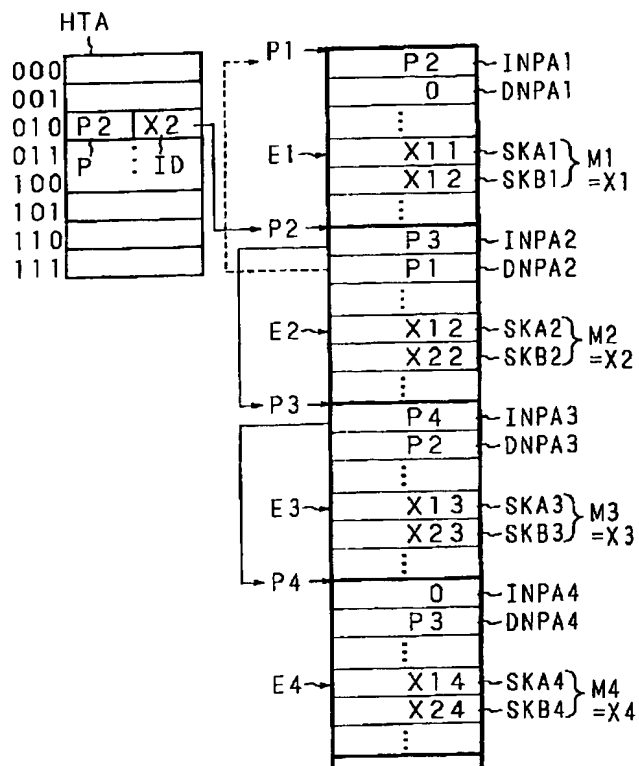 HTA
000
001
010 P2 X2
011 P ID
100
101
110
111
P1
P2 INPA1
0 DNPA1
E1 X11 SKA1 M1
X12 SKB1 =X1
P2
P3 INPA2
P1 DNPA2
E2 X12 SKA2 M2
X22 SKB2 =X2
P3
P4 INPA3
P2 DNPA3
E3 X13 SKA3 M3
X23 SKB3 =X3
P4
0 INPA4
P3 DNPA4
E4 X14 SKA4 M4
X24 SKB4 =X4